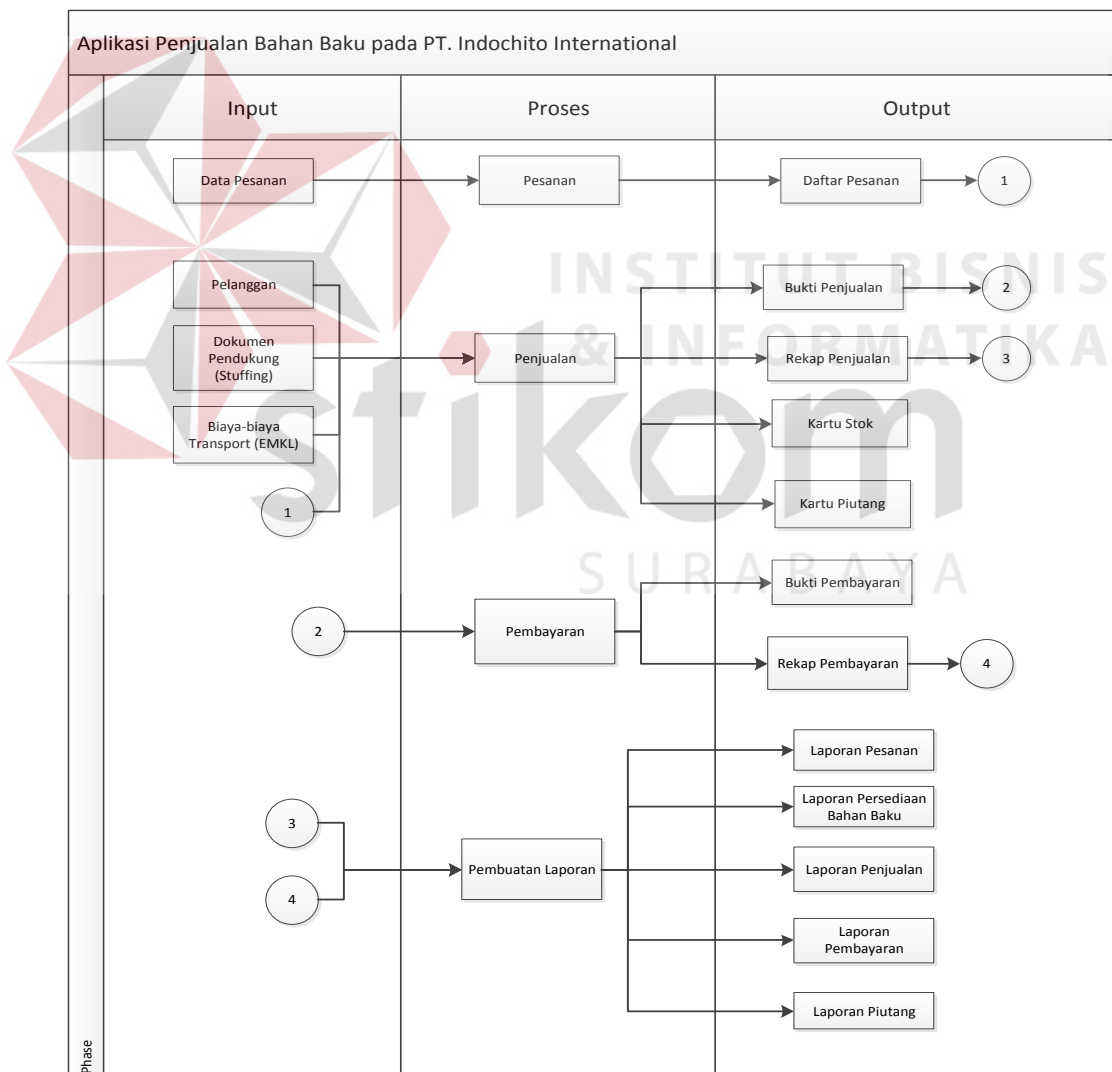 Aplikasi Penjualan Bahan Baku pada PT. Indochito International
Input
Proses
Output
Data Pesanan
Pesanan
Daftar Pesanan
1
INSTITUT BISNIS
& INFORMATIKA
stikom
SURABAYA
Pelanggan
Dokumen
Pendukung
(Stuffing)
Biaya-biaya
Transport (EMKL)
1
Penjualan
Bukti Penjualan
2
Rekap Penjualan
3
Kartu Stok
Kartu Piutang
2
Pembayaran
Bukti Pembayaran
Rekap Pembayaran
4
3
4
Pembuatan Laporan
Laporan Pesanan
Laporan Persediaan
Bahan Baku
Laporan Penjualan
Laporan
Pembayaran
Laporan Piutang
Phase